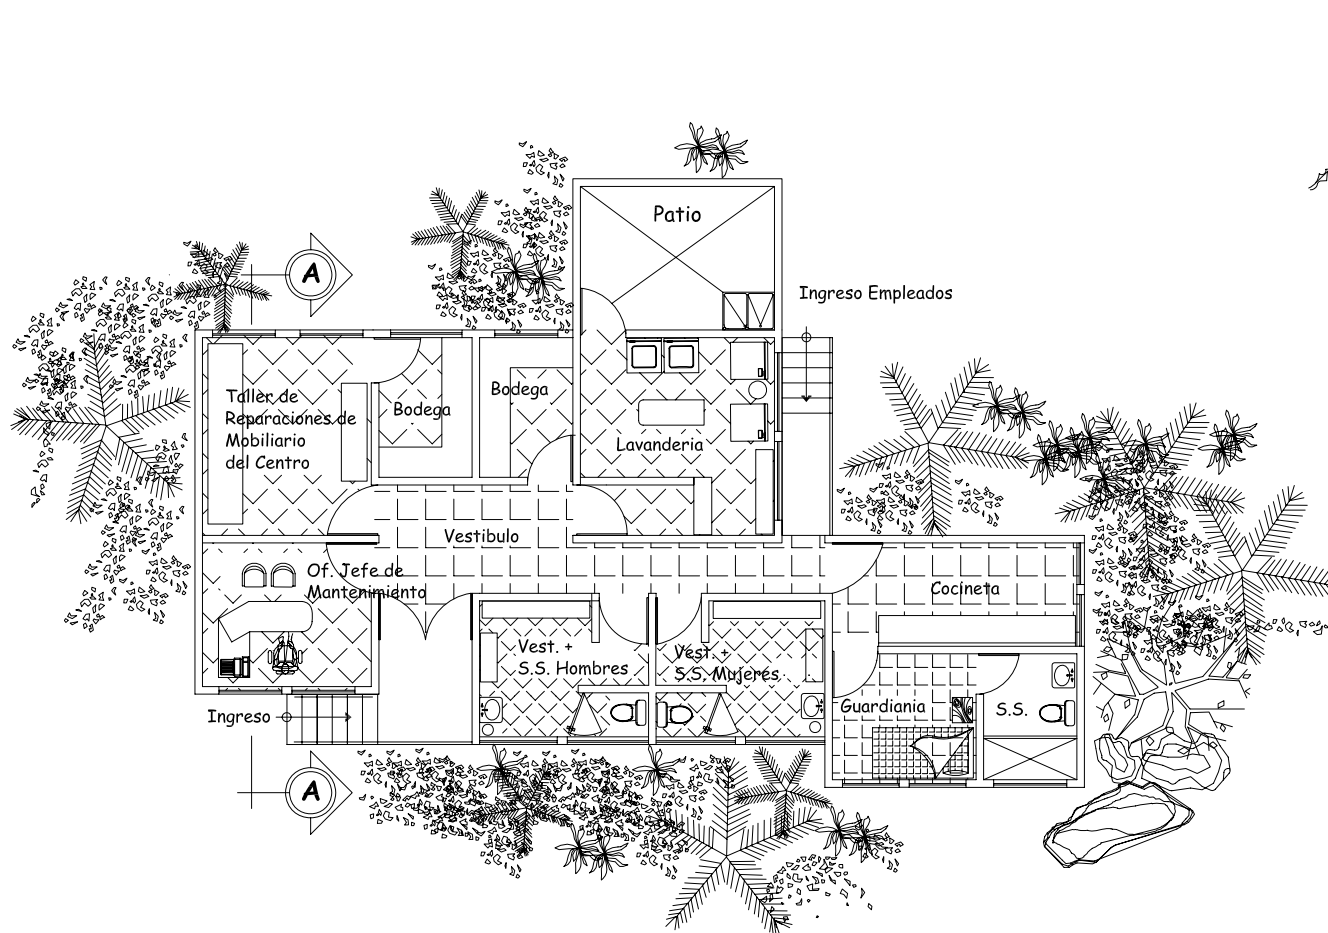 Patio
A
Ingreso Empleados
Taller de
Reparaciones de
Mobiliario
del Centro
Bodega
Bodega
Lavanderia
Vestibulo
Of. Jefe de
Mantenimiento
Cocineta
Vest. +
S.S. Hombres
Vest. +
S.S. Mujeres
Guardiania
S.S.
Ingreso
A